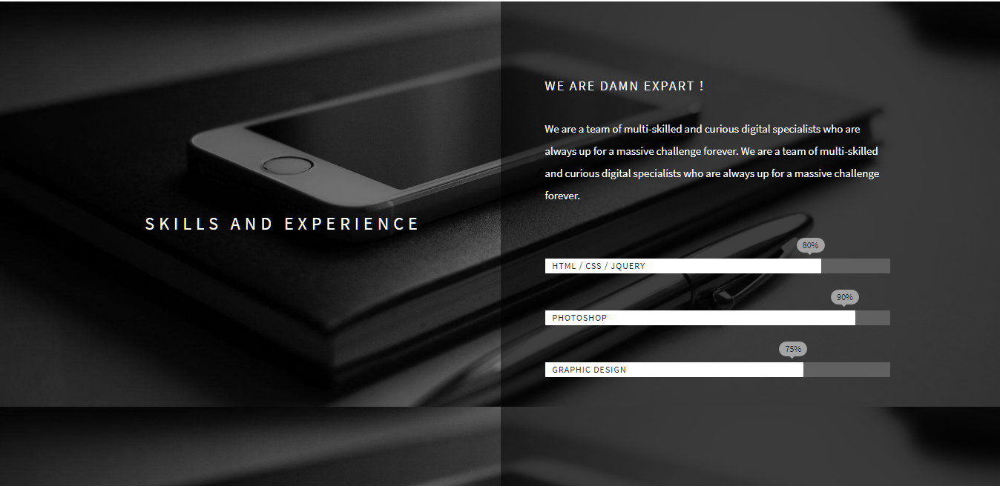 WE ARE DAMN EXPART !
We are a team of multi-skilled and curious digital specialists who are
always up for a massive challenge forever. We are a team of multi-skilled
and curious digital specialists who are always up for a massive challenge
forever.
SKILLS AND EXPERIENCE
80%
HTML / CSS / JQUERY
90%
PHOTOSHOP
75%
GRAPHIC DESIGN